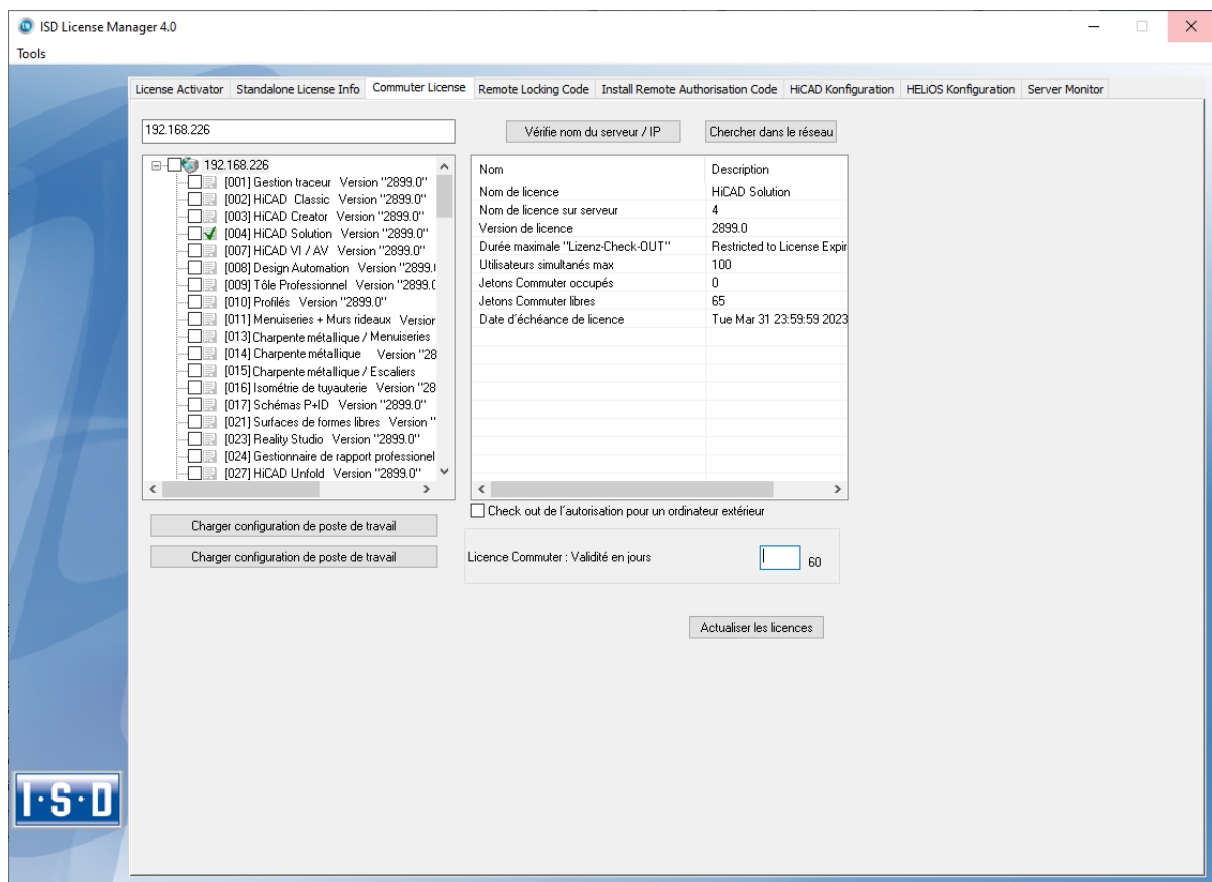 ISD License Manager 4.0
Tools
License Activator Standalone License Info Commuter License Remote Locking Code Install Remote Authorisation Code HiCAD Konfiguration HELiOS Konfiguration Server Monitor
192.168.226
Vérifie nom du serveur / IP
Chercher dans le réseau
192.168.226
[001] Gestion traceur Version "2899.0"
[002] HiCAD Classic Version "2899.0"
[003] HiCAD Creator Version "2899.0"
[004] HiCAD Solution Version "2899.0"
[007] HiCAD VI / AV Version "2899.0"
[008] Design Automation Version "2899.
[009] Tôle Professionnel Version "2899.
[010] Profilés Version "2899.0"
[011] Menuiseries + Murs rideaux Version
[013] Charpente métallique / Menuiseries
[014] Charpente métallique Version "28
[015] Charpente métallique / Escaliers
[016] Isométrie de tuyauterie Version "28
[017] Schémas P+ID Version "2899.0"
[021] Surfaces de formes libres Version "
[023] Reality Studio Version "2899.0"
[024] Gestionnaire de rapport professionel
[027] HiCAD Unfold Version "2899.0"
Nom Description
Nom de licence HiCAD Solution
Nom de licence sur serveur 4
Version de licence 2899.0
Durée maximale "Lizenz-Check-OUT" Restricted to License Expir
Utilisateurs simultanés max 100
Jetons Commuter occupés 0
Jetons Commuter libres 65
Date d´échéance de licence Tue Mar 31 23:59:59 2023
Charger configuration de poste de travail
Charger configuration de poste de travail
Check out de l´autorisation pour un ordinateur extérieur
Licence Commuter : Validité en jours 60
Actualiser les licences
I·S·D